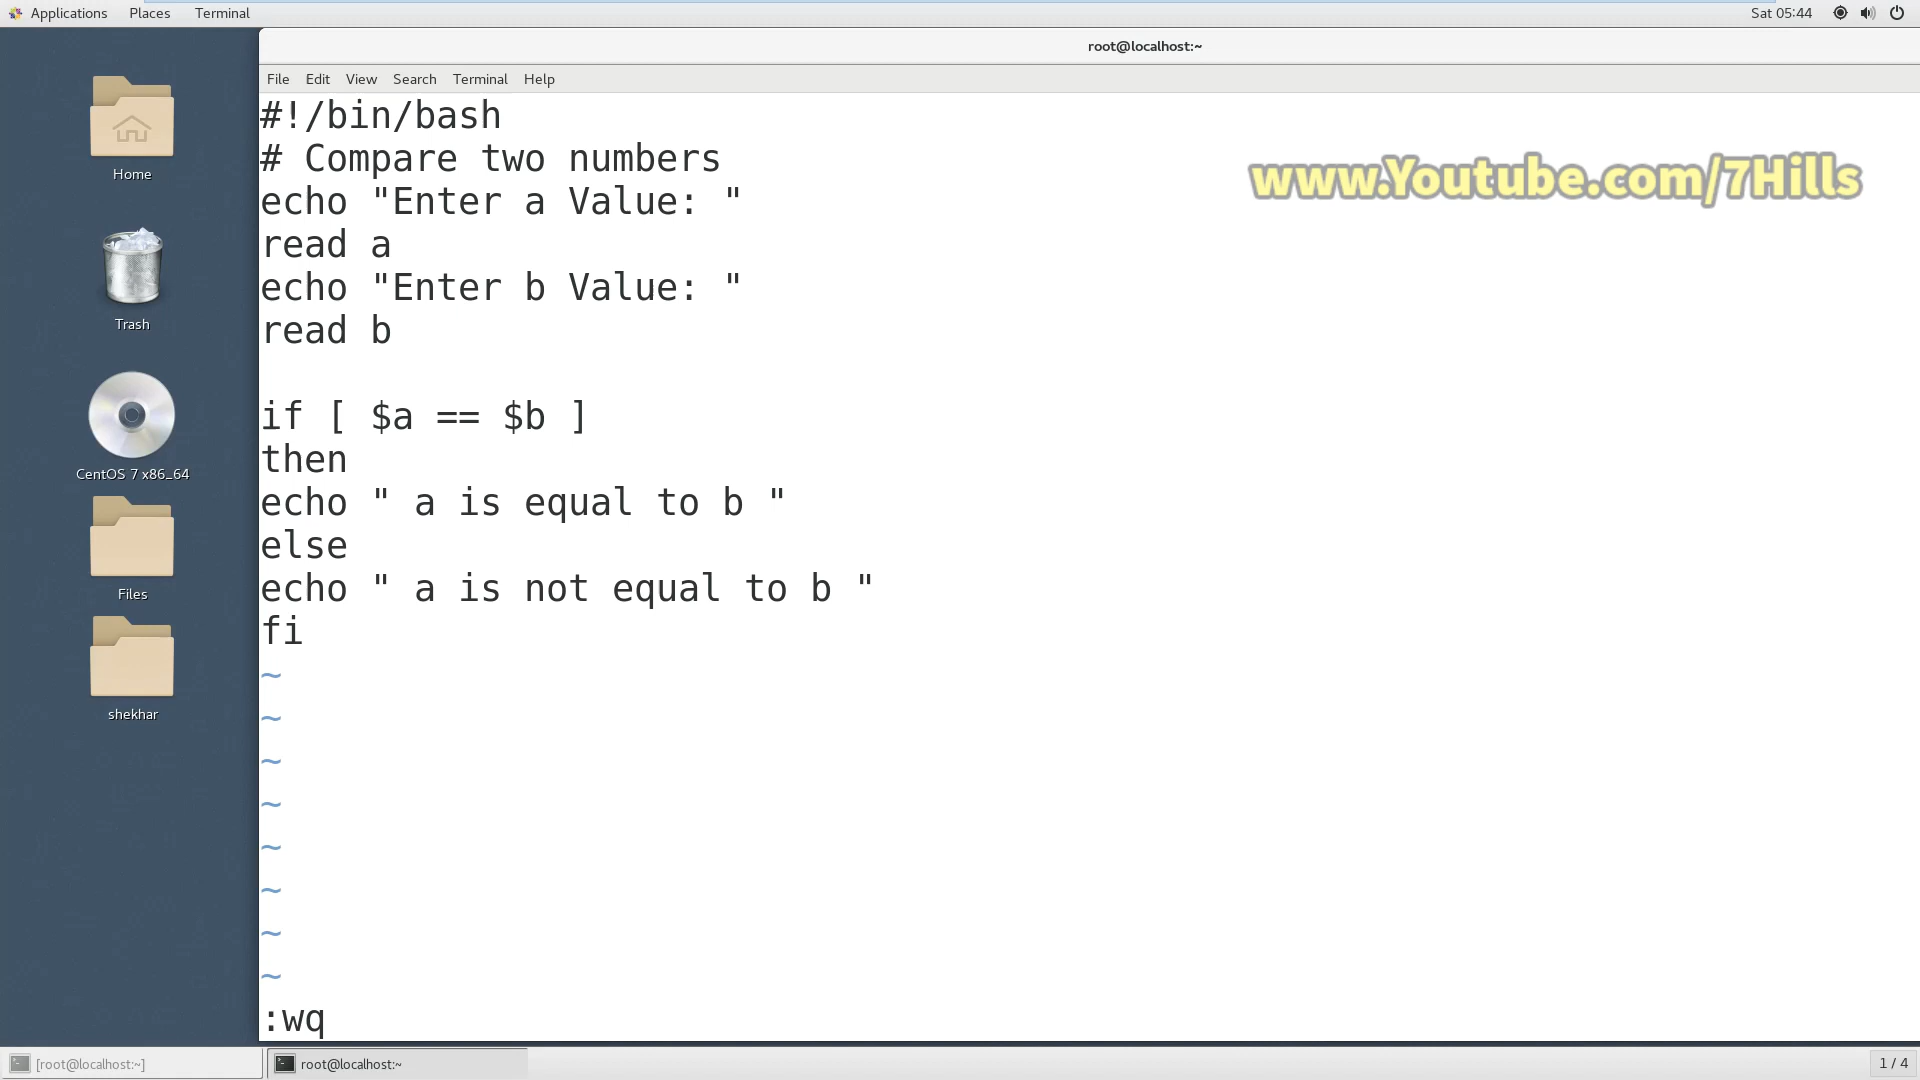 Applications Places Terminal Sat 05:44
root@localhost:~
File Edit View Search Terminal Help
#!/bin/bash
# Compare two numbers
echo "Enter a Value: "
read a
echo "Enter b Value: "
read b
if [ $a == $b ]
then
echo " a is equal to b "
else
echo " a is not equal to b "
fi
~
~
~
~
~
~
~
~
:wq
www.Youtube.com/7Hills
Home
Trash
CentOS 7 x86_64
Files
shekhar
[root@localhost:~] root@localhost:~ 1 / 4